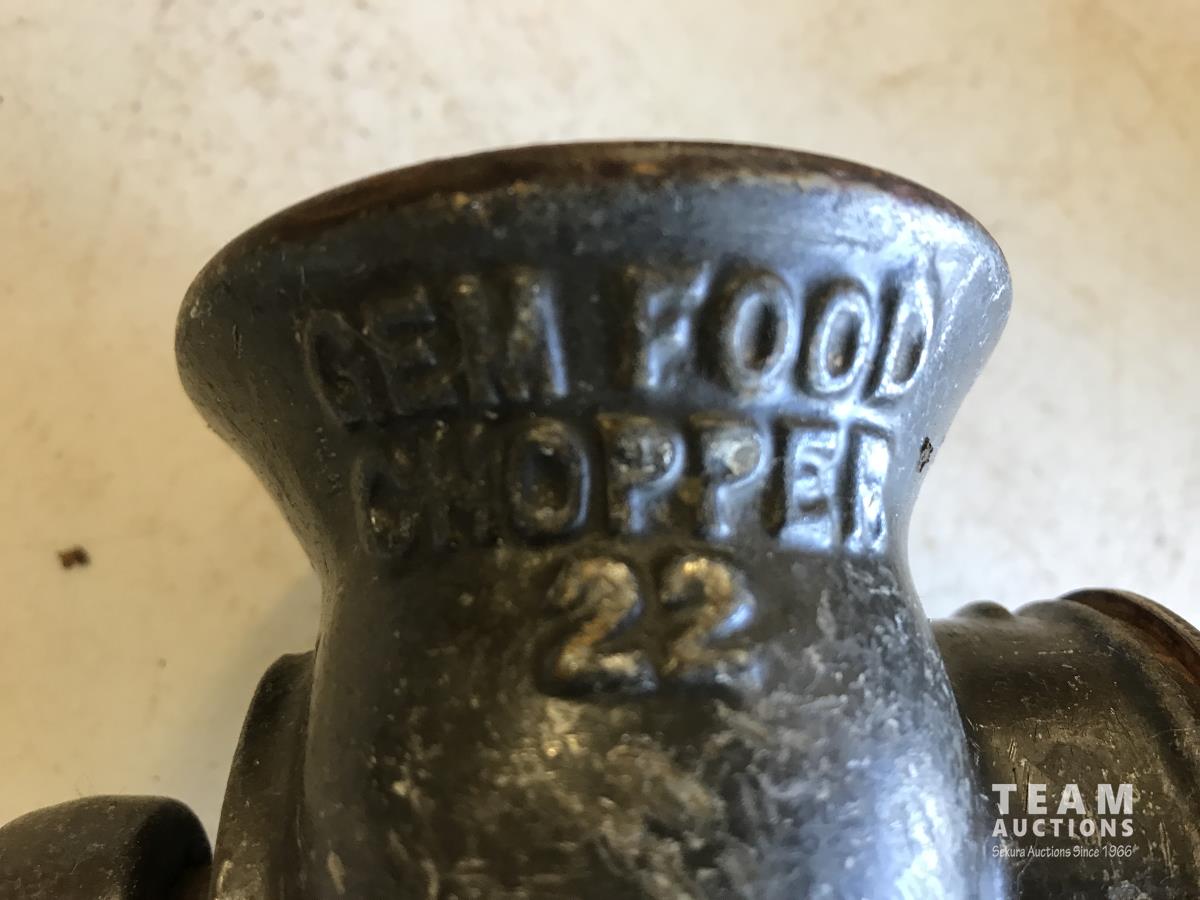 GEM FOOD
CHOPPER
22
TEAM
AUCTIONS
Sekura Auctions Since 1966